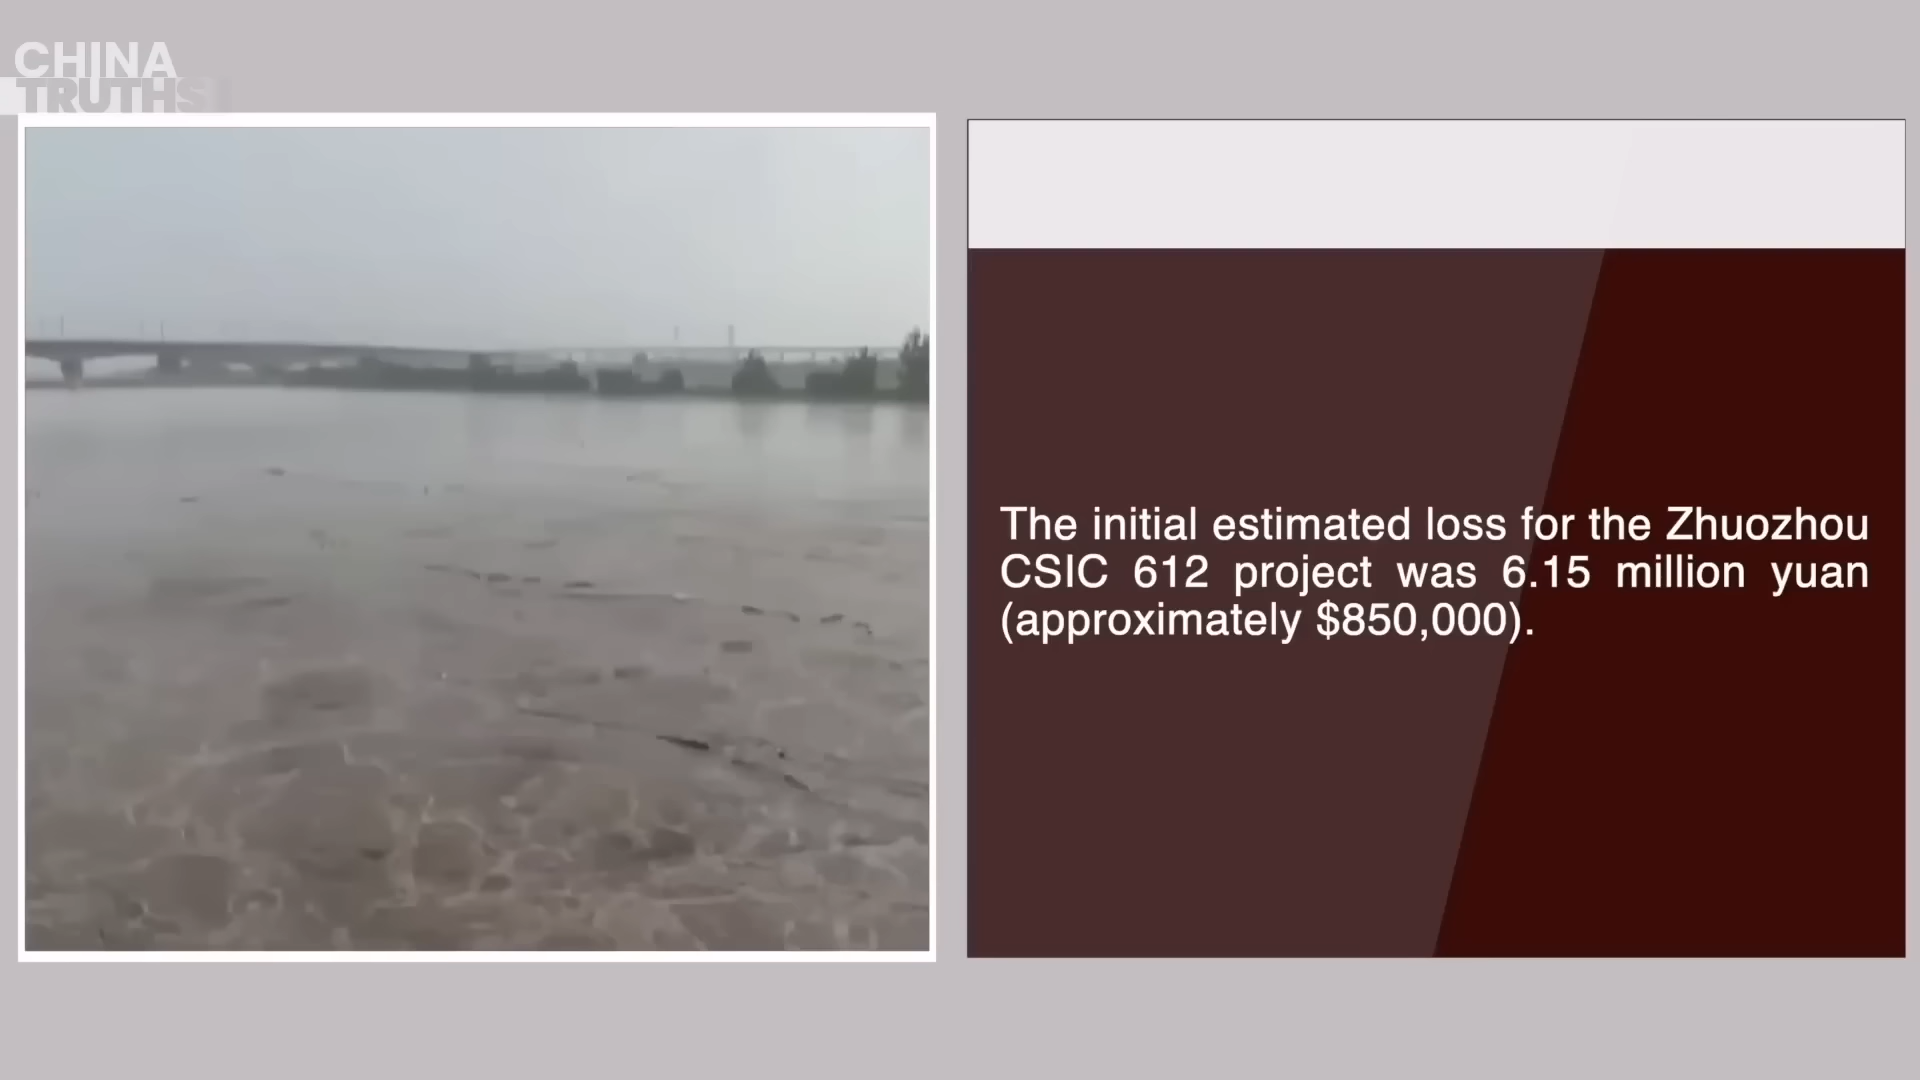 CHINA
TRUTHS
The initial estimated loss for the Zhuozhou
CSIC 612 project was 6.15 million yuan
(approximately $850,000).